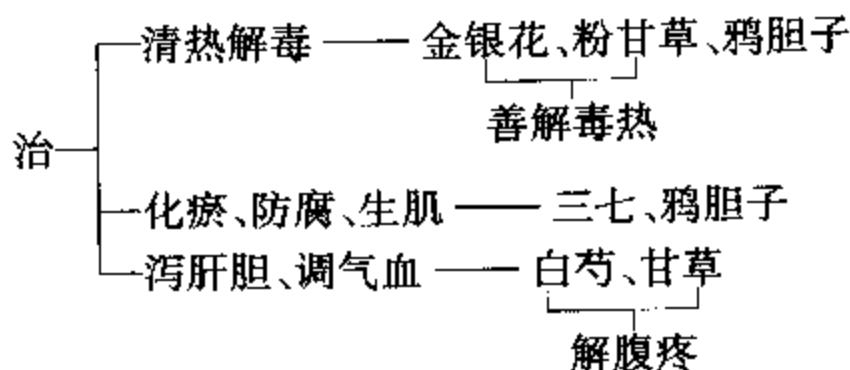 清热解毒 —— 金银花、粉甘草、鸦胆子
善解毒热
治
化瘀、防腐、生肌 —— 三七、鸦胆子
泻肝胆、调气血 —— 白芍、甘草
解腹疼